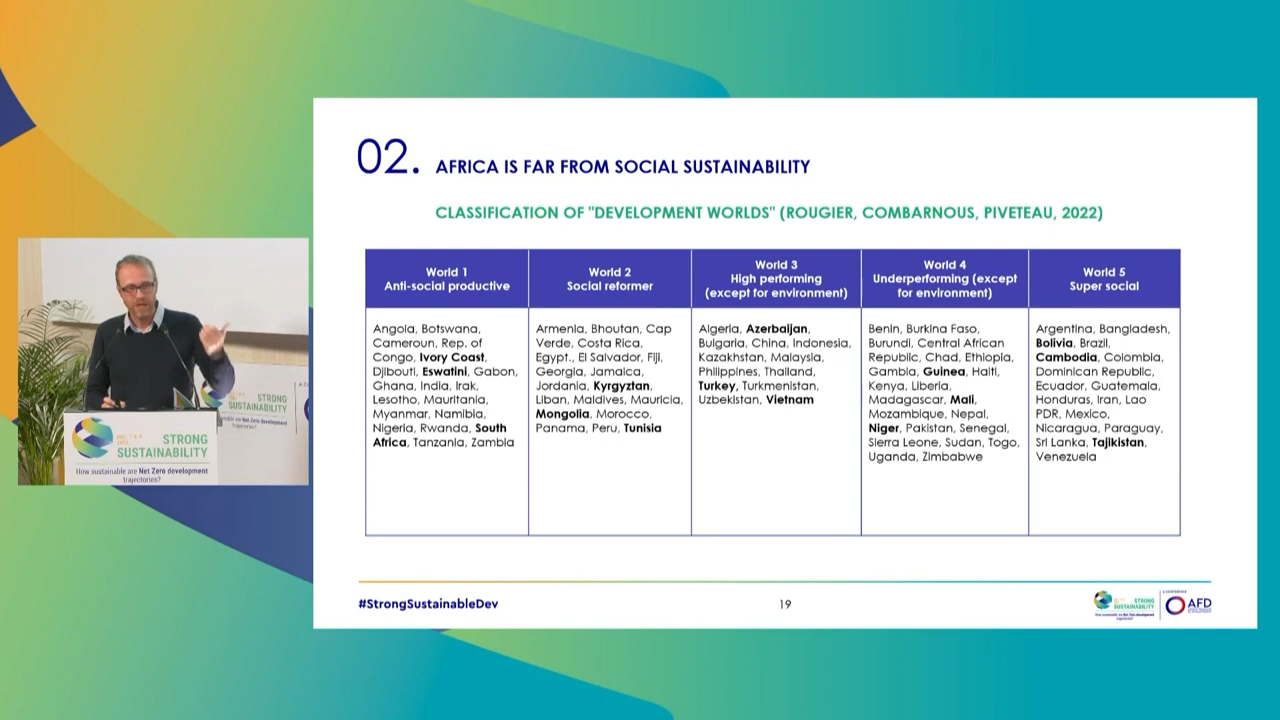 02. AFRICA IS FAR FROM SOCIAL SUSTAINABILITY
CLASSIFICATION OF "DEVELOPMENT WORLDS" (ROUGIER, COMBARNOUS, PIVETEAU, 2022)
World 1
Anti-social productive
Angola, Botswana,
Cameroun, Rep. of
Congo, Ivory Coast,
Djibouti, Eswatini, Gabon,
Ghana, India, Irak,
Lesotho, Mauritania,
Myanmar, Namibia,
Nigeria, Rwanda, South
Africa, Tanzania, Zambia
World 2
Social reformer
Armenia, Bhoutan, Cap
Verde, Costa Rica,
Egypt., El Salvador, Fiji,
Georgia, Jamaica,
Jordania, Kyrgyztan,
Liban, Maldives, Mauricia,
Mongolia, Morocco,
Panama, Peru, Tunisia
World 3
High performing
(except for environment)
Algeria, Azerbaijan,
Bulgaria, China, Indonesia,
Kazakhstan, Malaysia,
Philippines, Thailand,
Turkey, Turkmenistan,
Uzbekistan, Vietnam
World 4
Underperforming (except
for environment)
Benin, Burkina Faso,
Burundi, Central African
Republic, Chad, Ethiopia,
Gambia, Guinea, Haiti,
Kenya, Liberia,
Madagascar, Mali,
Mozambique, Nepal,
Niger, Pakistan, Senegal,
Sierra Leone, Sudan, Togo,
Uganda, Zimbabwe
World 5
Super social
Argentina, Bangladesh,
Bolivia, Brazil,
Cambodia, Colombia,
Dominican Republic,
Ecuador, Guatemala,
Honduras, Iran, Lao
PDR, Mexico,
Nicaragua, Paraguay,
Sri Lanka, Tajikistan,
Venezuela
#StrongSustainableDev
19
STRONG
SUSTAINABILITY
AFD
STRONG
SUSTAINABILITY
How sustainable are Net Zero development
trajectories?
STRONG
SUSTAINABILITY